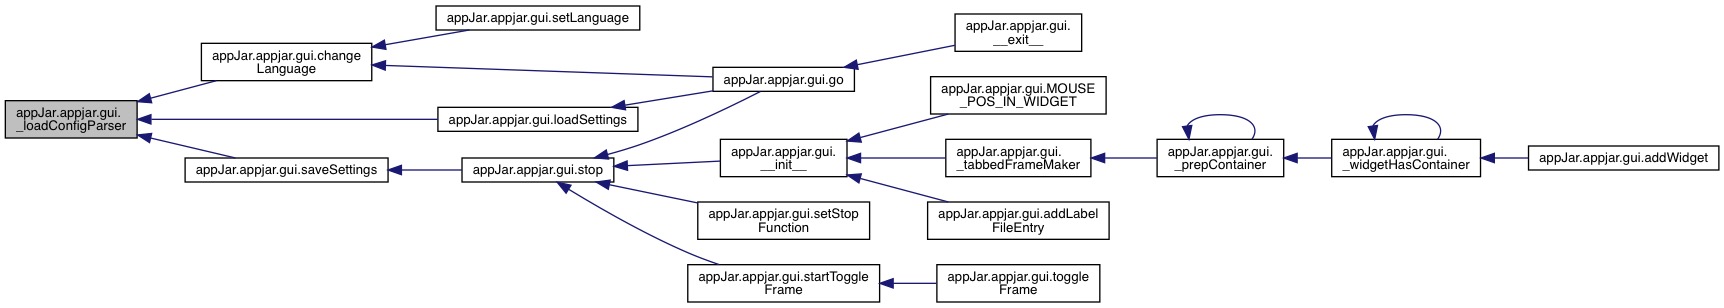 appJar.appjar.gui.
_loadConfigParser
appJar.appjar.gui.change
Language
appJar.appjar.gui.setLanguage
appJar.appjar.gui.go
appJar.appjar.gui.
__exit__
appJar.appjar.gui.loadSettings
appJar.appjar.gui.saveSettings
appJar.appjar.gui.stop
appJar.appjar.gui.
__init__
appJar.appjar.gui.MOUSE
_POS_IN_WIDGET
appJar.appjar.gui.
_tabbedFrameMaker
appJar.appjar.gui.
_prepContainer
appJar.appjar.gui.
_widgetHasContainer
appJar.appjar.gui.addWidget
appJar.appjar.gui.addLabel
FileEntry
appJar.appjar.gui.setStop
Function
appJar.appjar.gui.startToggle
Frame
appJar.appjar.gui.toggle
Frame